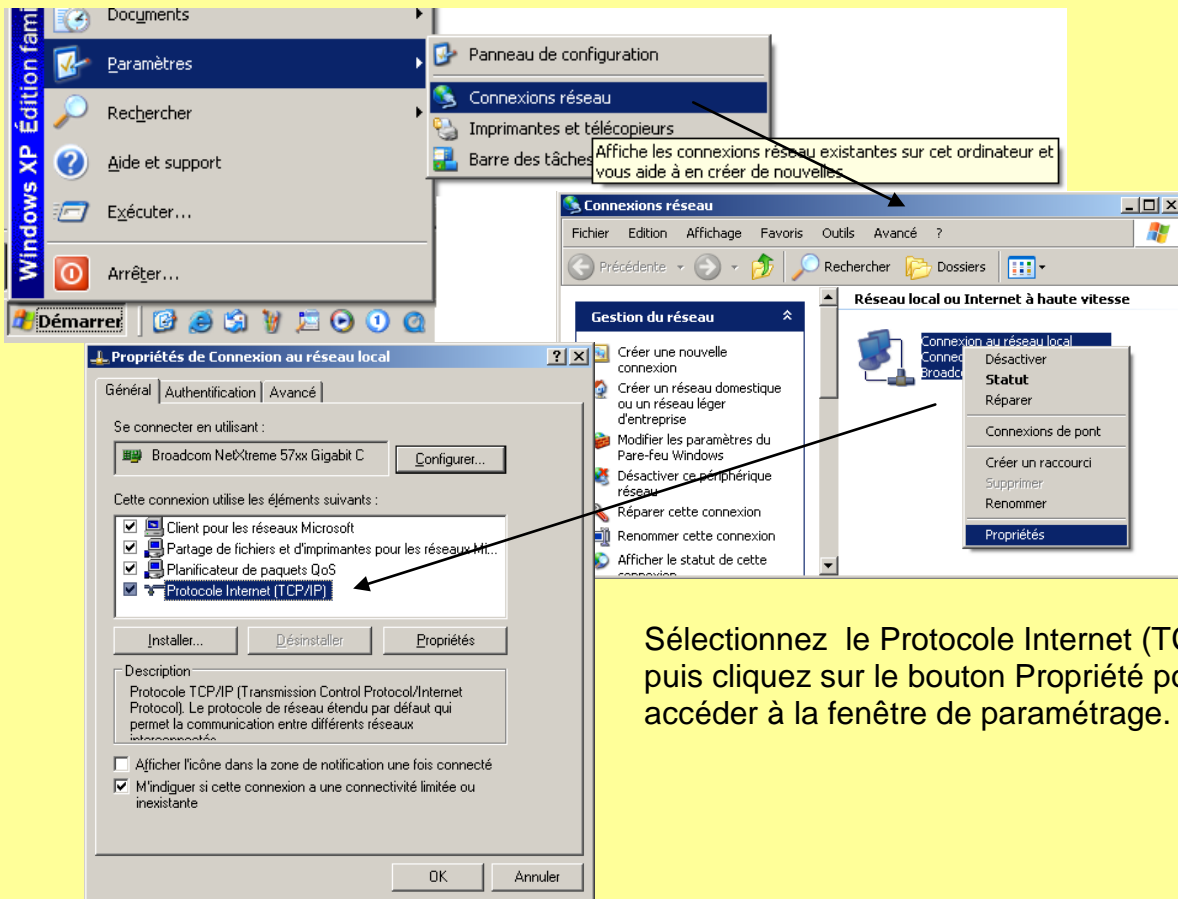 Windows XP Édition fami
Documents
Paramètres
Rechercher
Aide et support
Exécuter...
Arrêter...
Démarrer
Panneau de configuration
Connexions réseau
Imprimantes et télécopieurs
Barre des tâches
Affiche les connexions réseau existantes sur cet ordinateur et
vous aide à en créer de nouvelles
Connexions réseau
Fichier Edition Affichage Favoris Outils Avancé ?
Précédente Rechercher Dossiers
Gestion du réseau
Créer une nouvelle
connexion
Créer un réseau domestique
ou un réseau léger
d'entreprise
Modifier les paramètres du
Pare-feu Windows
Désactiver ce périphérique
réseau
Réparer cette connexion
Renommer cette connexion
Afficher le statut de cette
connexion
Réseau local ou Internet à haute vitesse
Connexion au réseau local
Connec
Broadco
Désactiver
Statut
Réparer
Connexions de pont
Créer un raccourci
Supprimer
Renommer
Propriétés
Propriétés de Connexion au réseau local
Général Authentification Avancé
Se connecter en utilisant :
Broadcom NetXtreme 57xx Gigabit C
Configurer...
Cette connexion utilise les éléments suivants :
Client pour les réseaux Microsoft
Partage de fichiers et d'imprimantes pour les réseaux Mi...
Planificateur de paquets QoS
Protocole Internet (TCP/IP)
Installer... Désinstaller Propriétés
Description
Protocole TCP/IP (Transmission Control Protocol/Internet
Protocol). Le protocole de réseau étendu par défaut qui
permet la communication entre différents réseaux
interconnectés
Afficher l'icône dans la zone de notification une fois connecté
M'indiquer si cette connexion a une connectivité limitée ou
inexistante
OK Annuler
Sélectionnez le Protocole Internet (TC
puis cliquez sur le bouton Propriété po
accéder à la fenêtre de paramétrage.